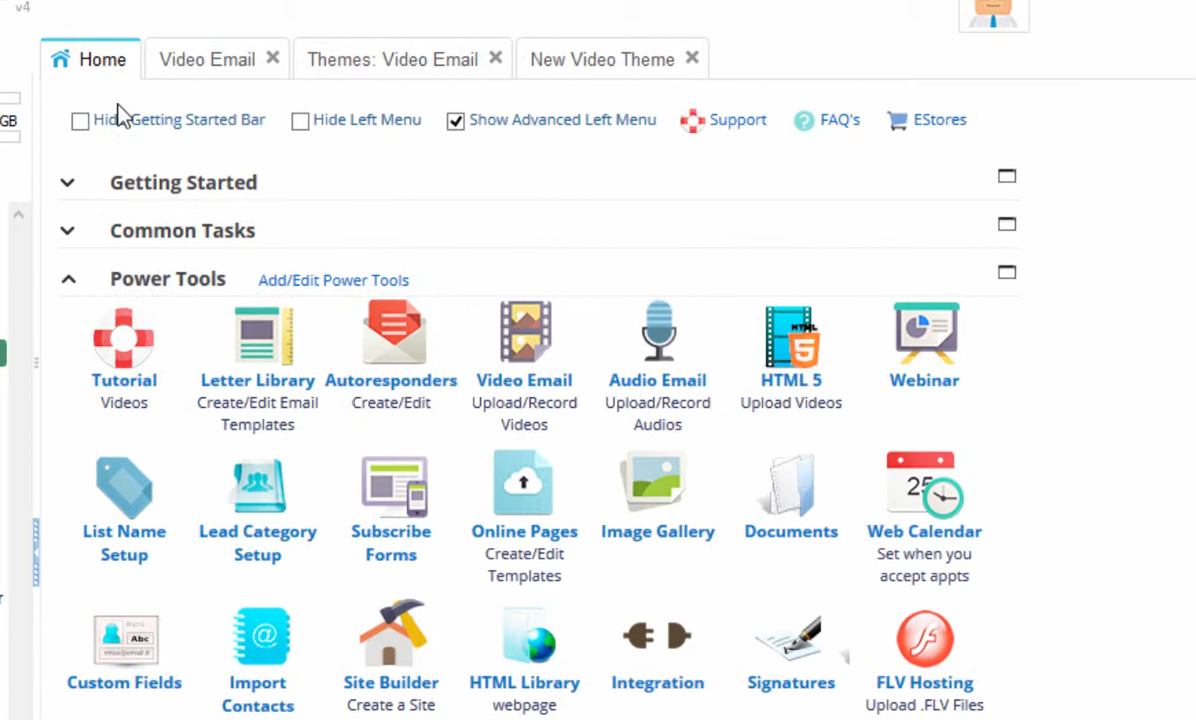 v4
Home Video Email Themes: Video Email New Video Theme
GB
Hide Getting Started Bar Hide Left Menu Show Advanced Left Menu Support FAQ's EStores
Getting Started
Common Tasks
Power Tools Add/Edit Power Tools
HTML
5
Tutorial Letter Library Autoresponders Video Email Audio Email HTML 5 Webinar
Videos Create/Edit Email Create/Edit Upload/Record Upload/Record Upload Videos
Templates Videos Audios
25
List Name Lead Category Subscribe Online Pages Image Gallery Documents Web Calendar
Setup Setup Forms Create/Edit Set when you
Templates accept appts
Abc
@
Custom Fields Import Site Builder HTML Library Integration Signatures FLV Hosting
Contacts Create a Site webpage Upload .FLV Files